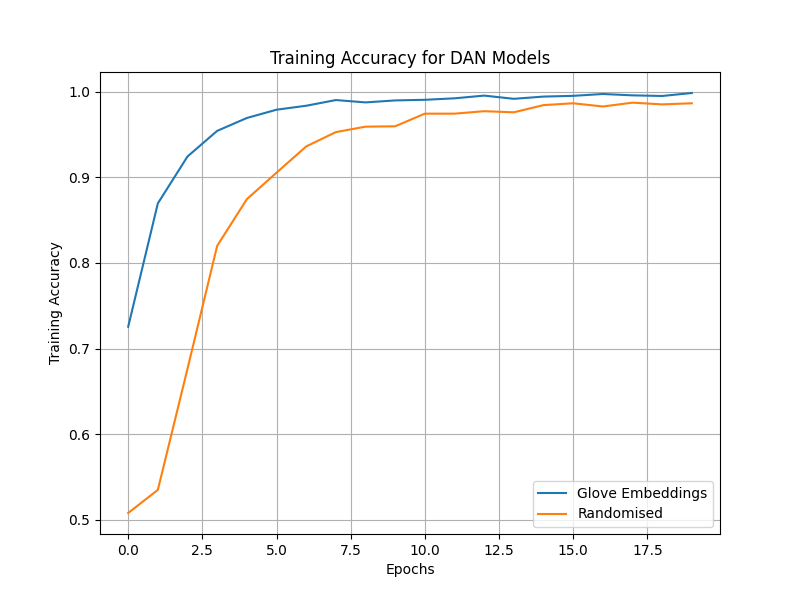 Training Accuracy for DAN Models
Training Accuracy
1.0
0.9
0.8
0.7
0.6
0.5
Glove Embeddings
Randomised
0.0 2.5 5.0 7.5 10.0 12.5 15.0 17.5
Epochs